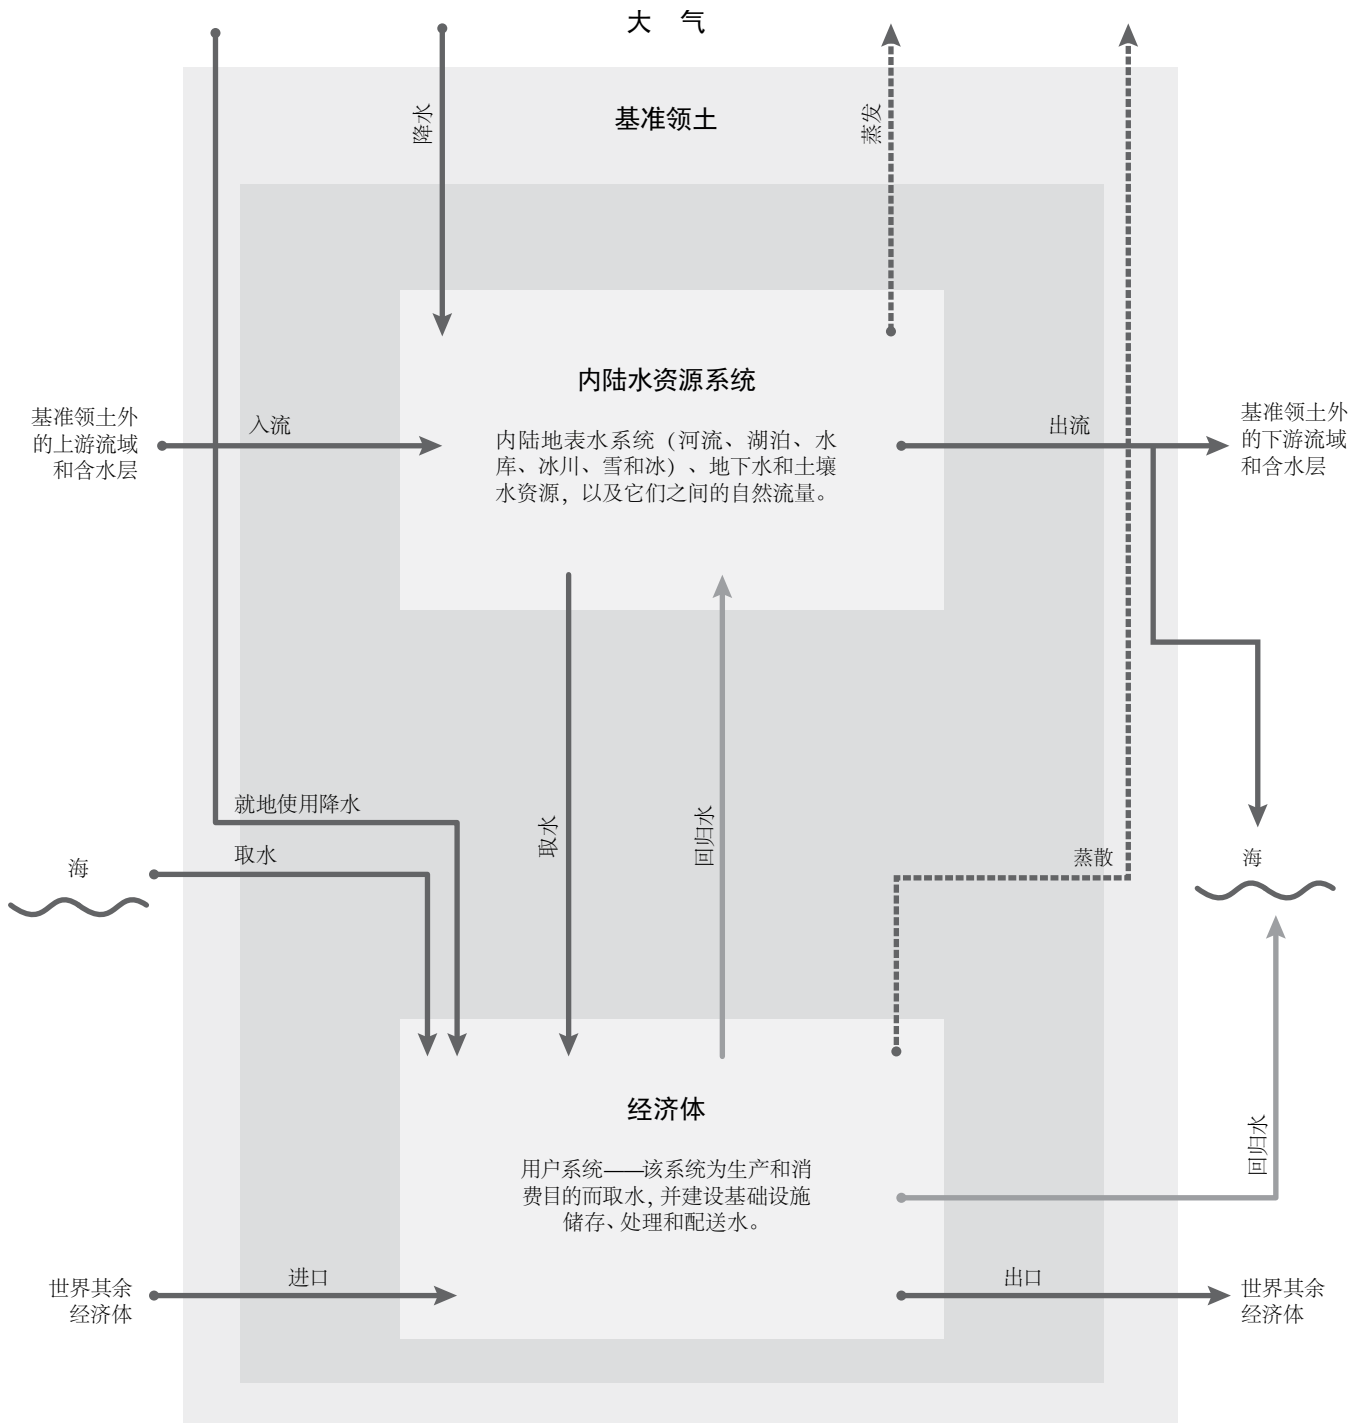 大 气
基准领土
降水
蒸发
内陆水资源系统
基准领土外
的上游流域
和含水层
入流
内陆地表水系统（河流、湖泊、水
库、冰川、雪和冰）、地下水和土壤
水资源，以及它们之间的自然流量。
出流
基准领土外
的下游流域
和含水层
就地使用降水
取水
海
取水
回归水
蒸散
海
经济体
用户系统——该系统为生产和消
费目的而取水，并建设基础设施
储存、处理和配送水。
回归水
世界其余
经济体
进口
出口
世界其余
经济体